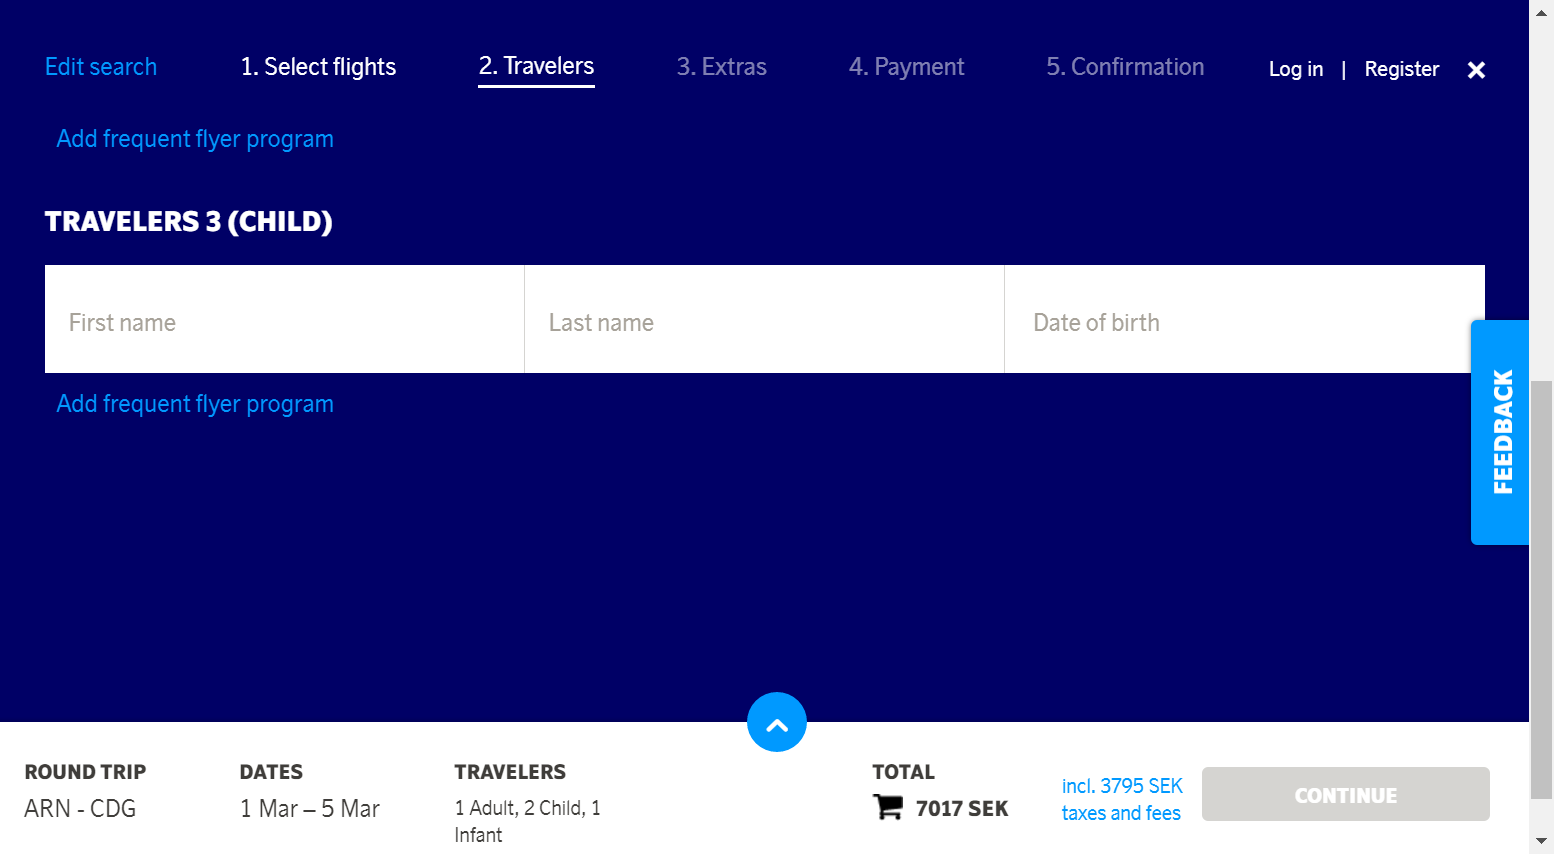 Edit search 1. Select flights 2. Travelers 3. Extras 4. Payment 5. Confirmation Log in | Register
Add frequent flyer program
TRAVELERS 3 (CHILD)
First name Last name Date of birth
Add frequent flyer program
FEEDBACK
ROUND TRIP
ARN - CDG
DATES
1 Mar – 5 Mar
TRAVELERS
1 Adult, 2 Child, 1
Infant
TOTAL
7017 SEK
incl. 3795 SEK
taxes and fees
CONTINUE